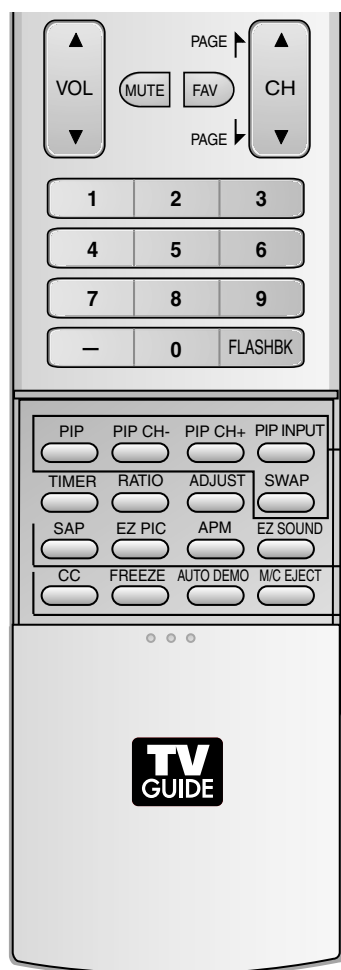 PAGE
VOL MUTE FAV CH
PAGE
1 2 3
4 5 6
7 8 9
— 0 FLASHBK
PIP PIP CH- PIP CH+ PIP INPUT
TIMER RATIO ADJUST SWAP
SAP EZ PIC APM EZ SOUND
CC FREEZE AUTO DEMO M/C EJECT
TV
GUIDE